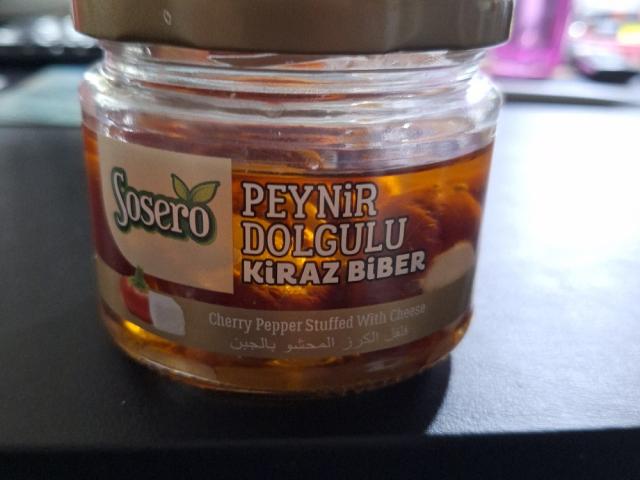 Sosero
PEYNİR
DOLGULU
KİRAZ BİBER
Cherry Pepper Stuffed With Cheese
فلفل الكرز المحشو بالجبن